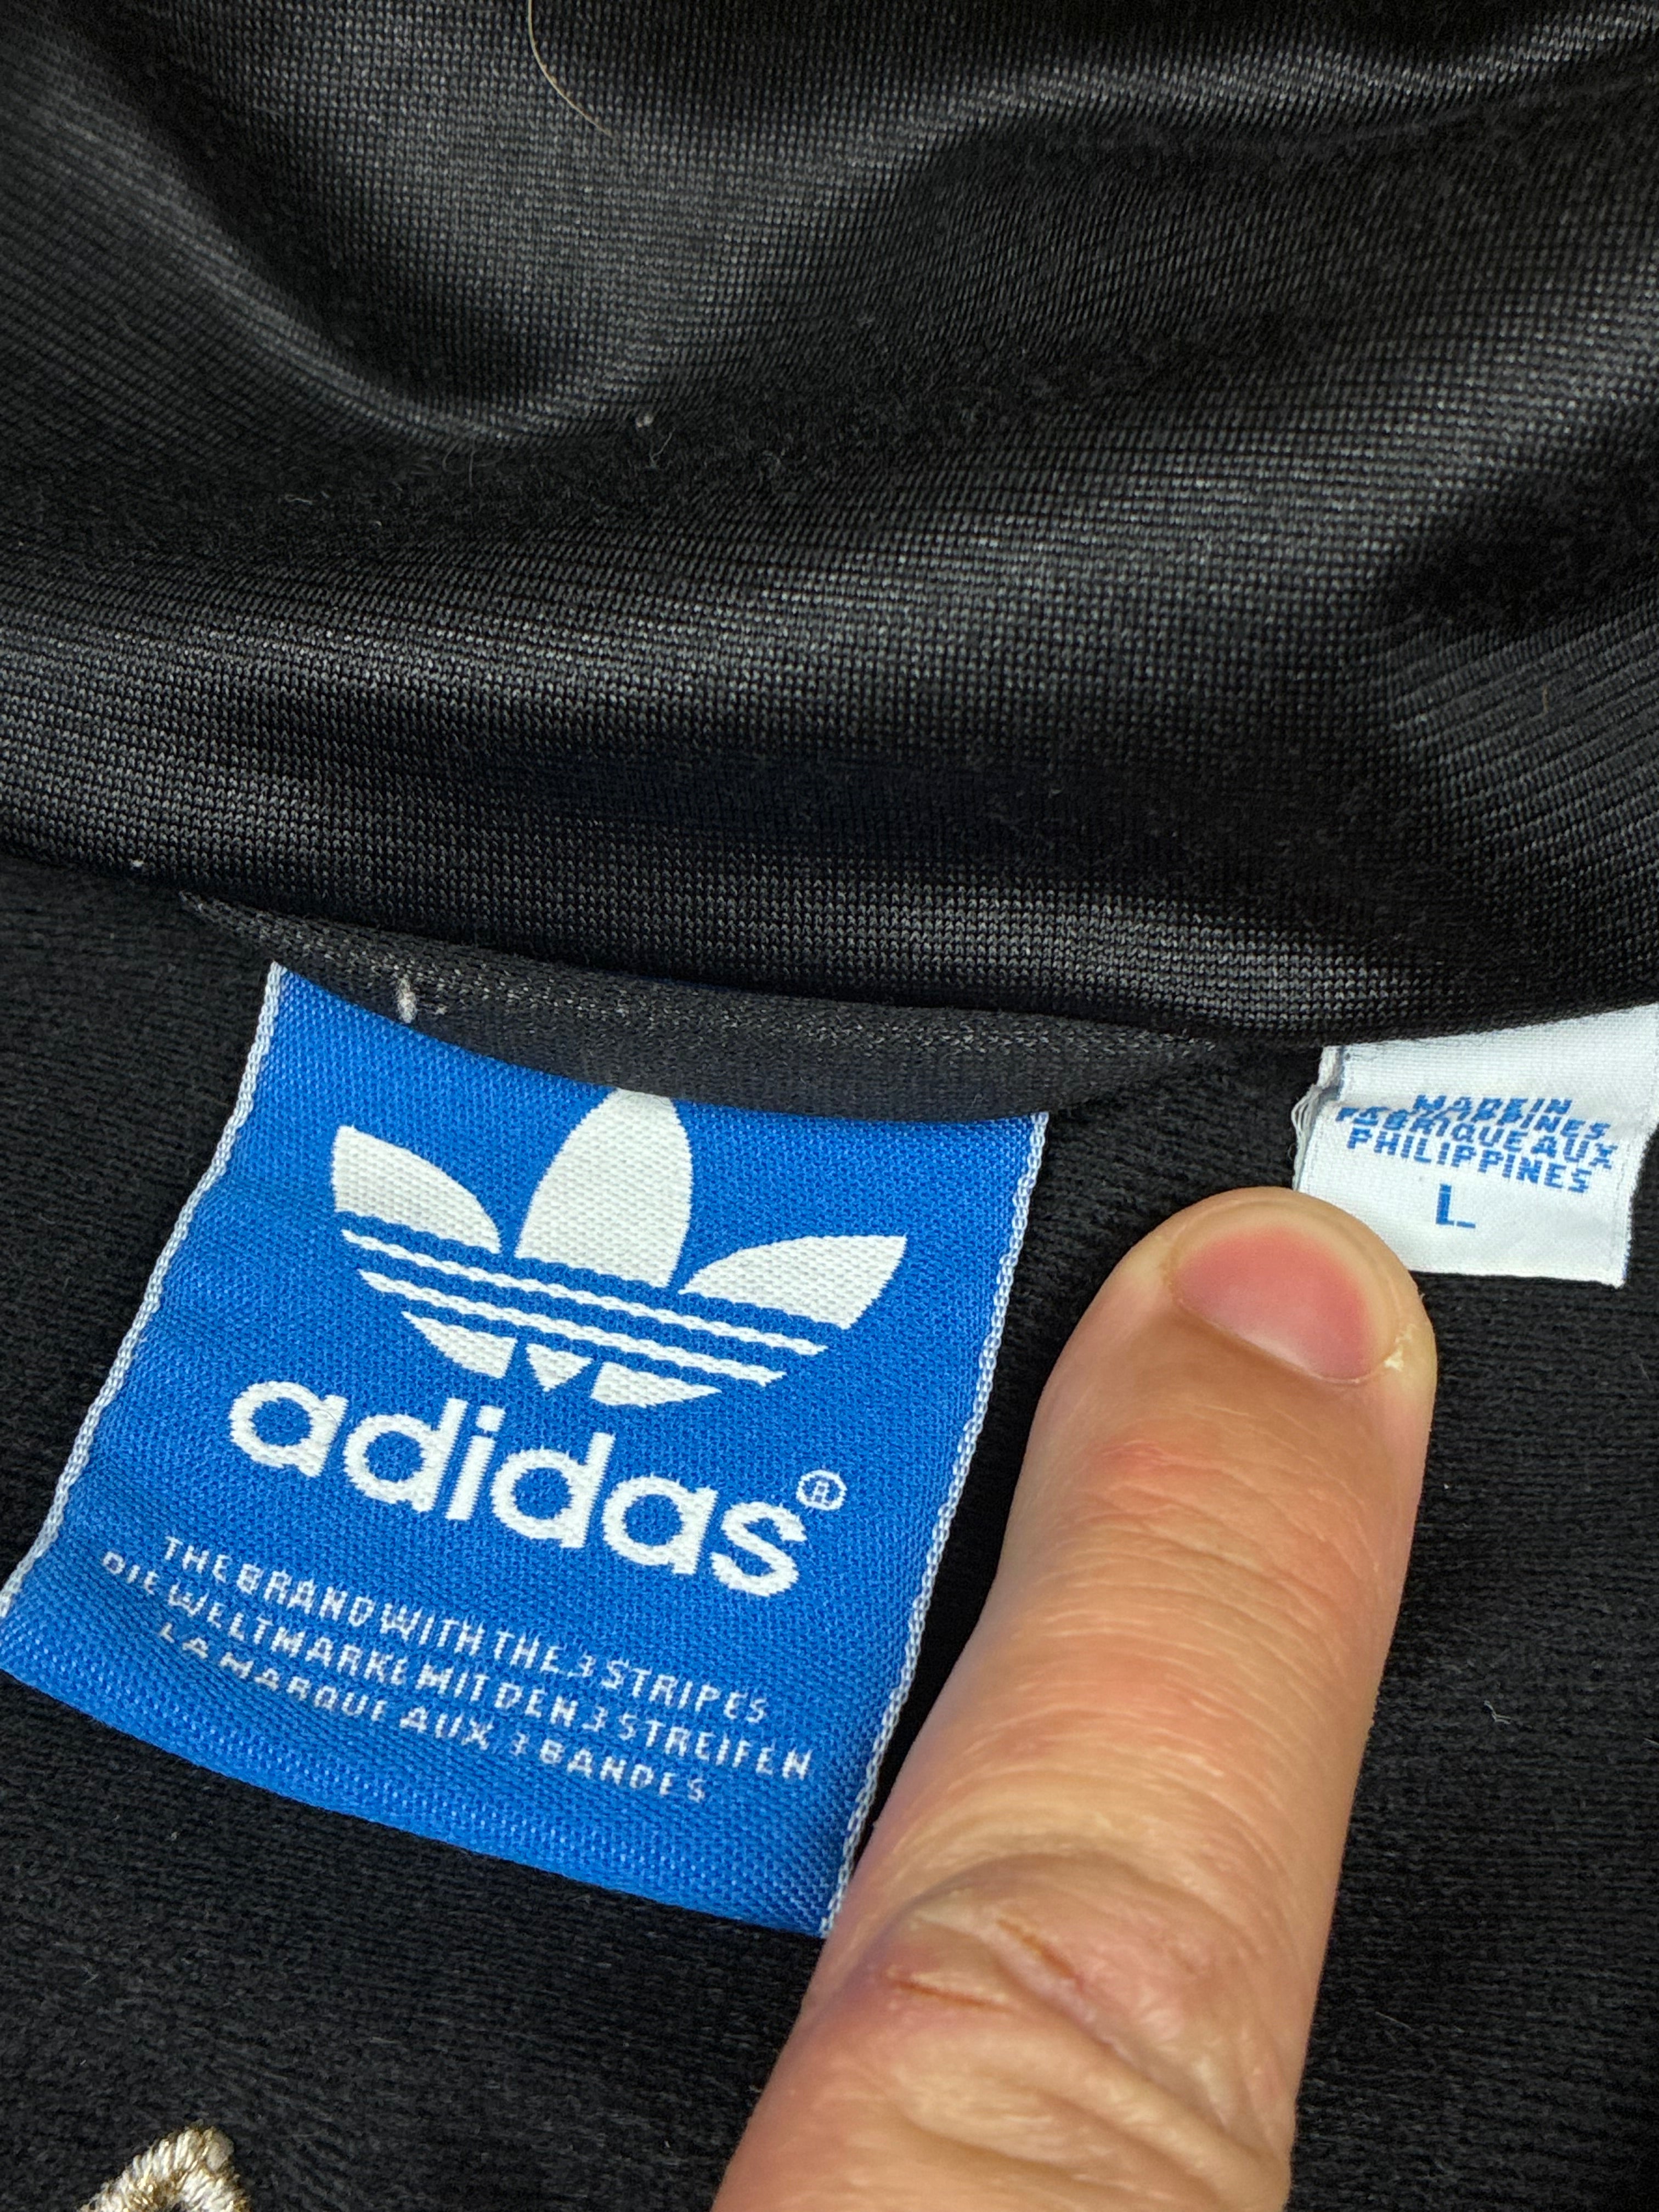 adidas®
THE BRAND WITH THE 3 STRIPES
DIE WELTMARKE MIT DEN 3 STREIFEN
LA MARQUE AUX 3 BANDES
MADE IN
PHILIPPINES
FABRIQUE AUX
PHILIPPINES
L